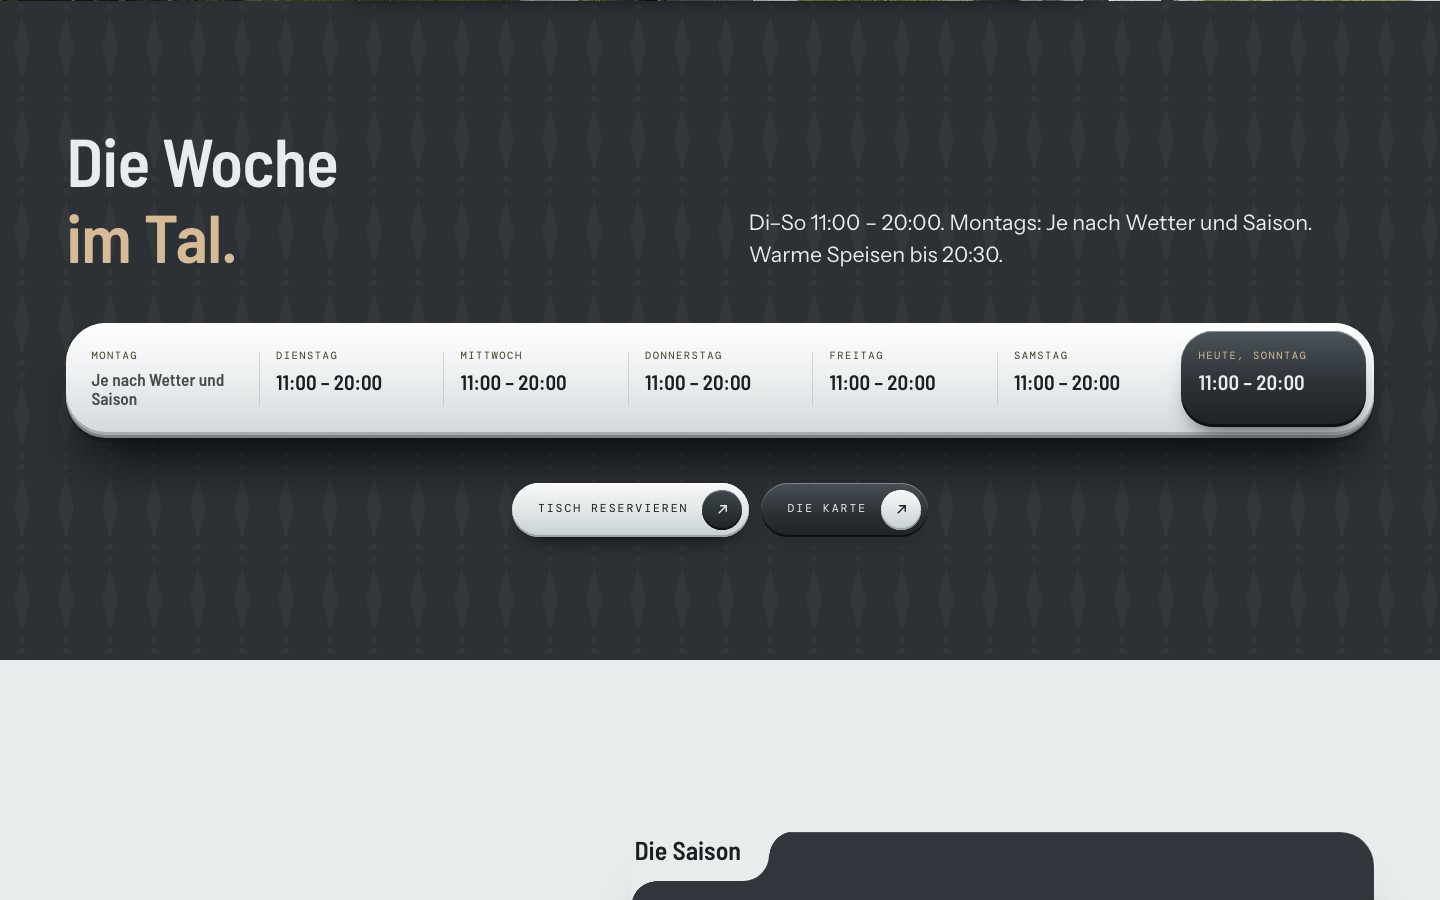 Die Woche
im Tal.
Di–So 11:00 – 20:00. Montags: Je nach Wetter und Saison.
Warme Speisen bis 20:30.
MONTAG
Je nach Wetter und
Saison
DIENSTAG
11:00 – 20:00
MITTWOCH
11:00 – 20:00
DONNERSTAG
11:00 – 20:00
FREITAG
11:00 – 20:00
SAMSTAG
11:00 – 20:00
HEUTE, SONNTAG
11:00 – 20:00
TISCH RESERVIEREN
DIE KARTE
Die Saison